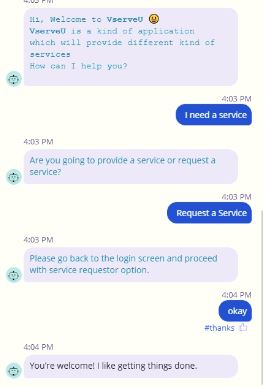 4:03 PM
Hi, Welcome to VserveU
VserveU is a kind of application
which will provide different kind of
services
How can I help you?
4:03 PM
I need a service
4:03 PM
Are you going to provide a service or request a
service?
4:03 PM
Request a Service
4:03 PM
Please go back to the login screen and proceed
with service requestor option.
4:04 PM
okay
#thanks
4:04 PM
You're welcome! I like getting things done.